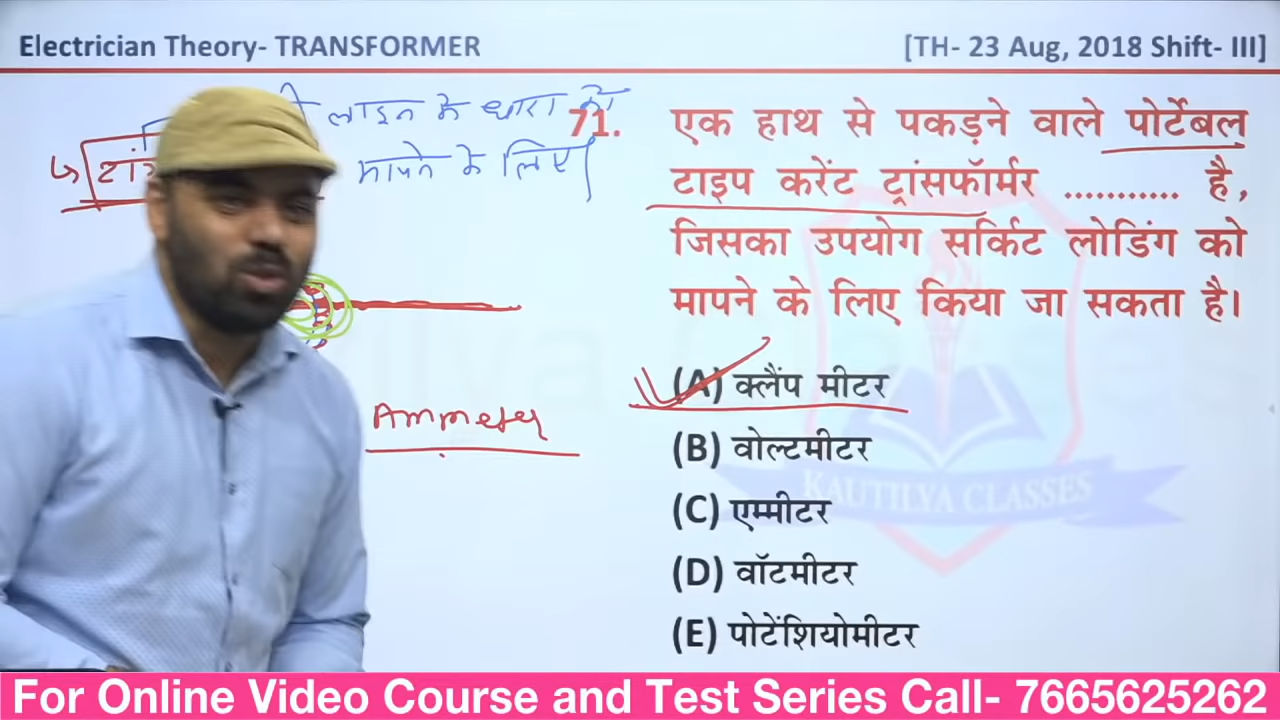 Electrician Theory- TRANSFORMER
[TH- 23 Aug, 2018 Shift- III]
लाइन के धारा को
मापने के लिए
71. एक हाथ से पकड़ने वाले पोर्टेबल
टाइप करेंट ट्रांसफॉर्मर ........... है,
जिसका उपयोग सर्किट लोडिंग को
मापने के लिए किया जा सकता है।
Ammeter
(A) क्लैंप मीटर
(B) वोल्टमीटर
(C) एम्मीटर
(D) वॉटमीटर
(E) पोटेंशियोमीटर
KAUTILYA CLASSES
For Online Video Course and Test Series Call- 7665625262